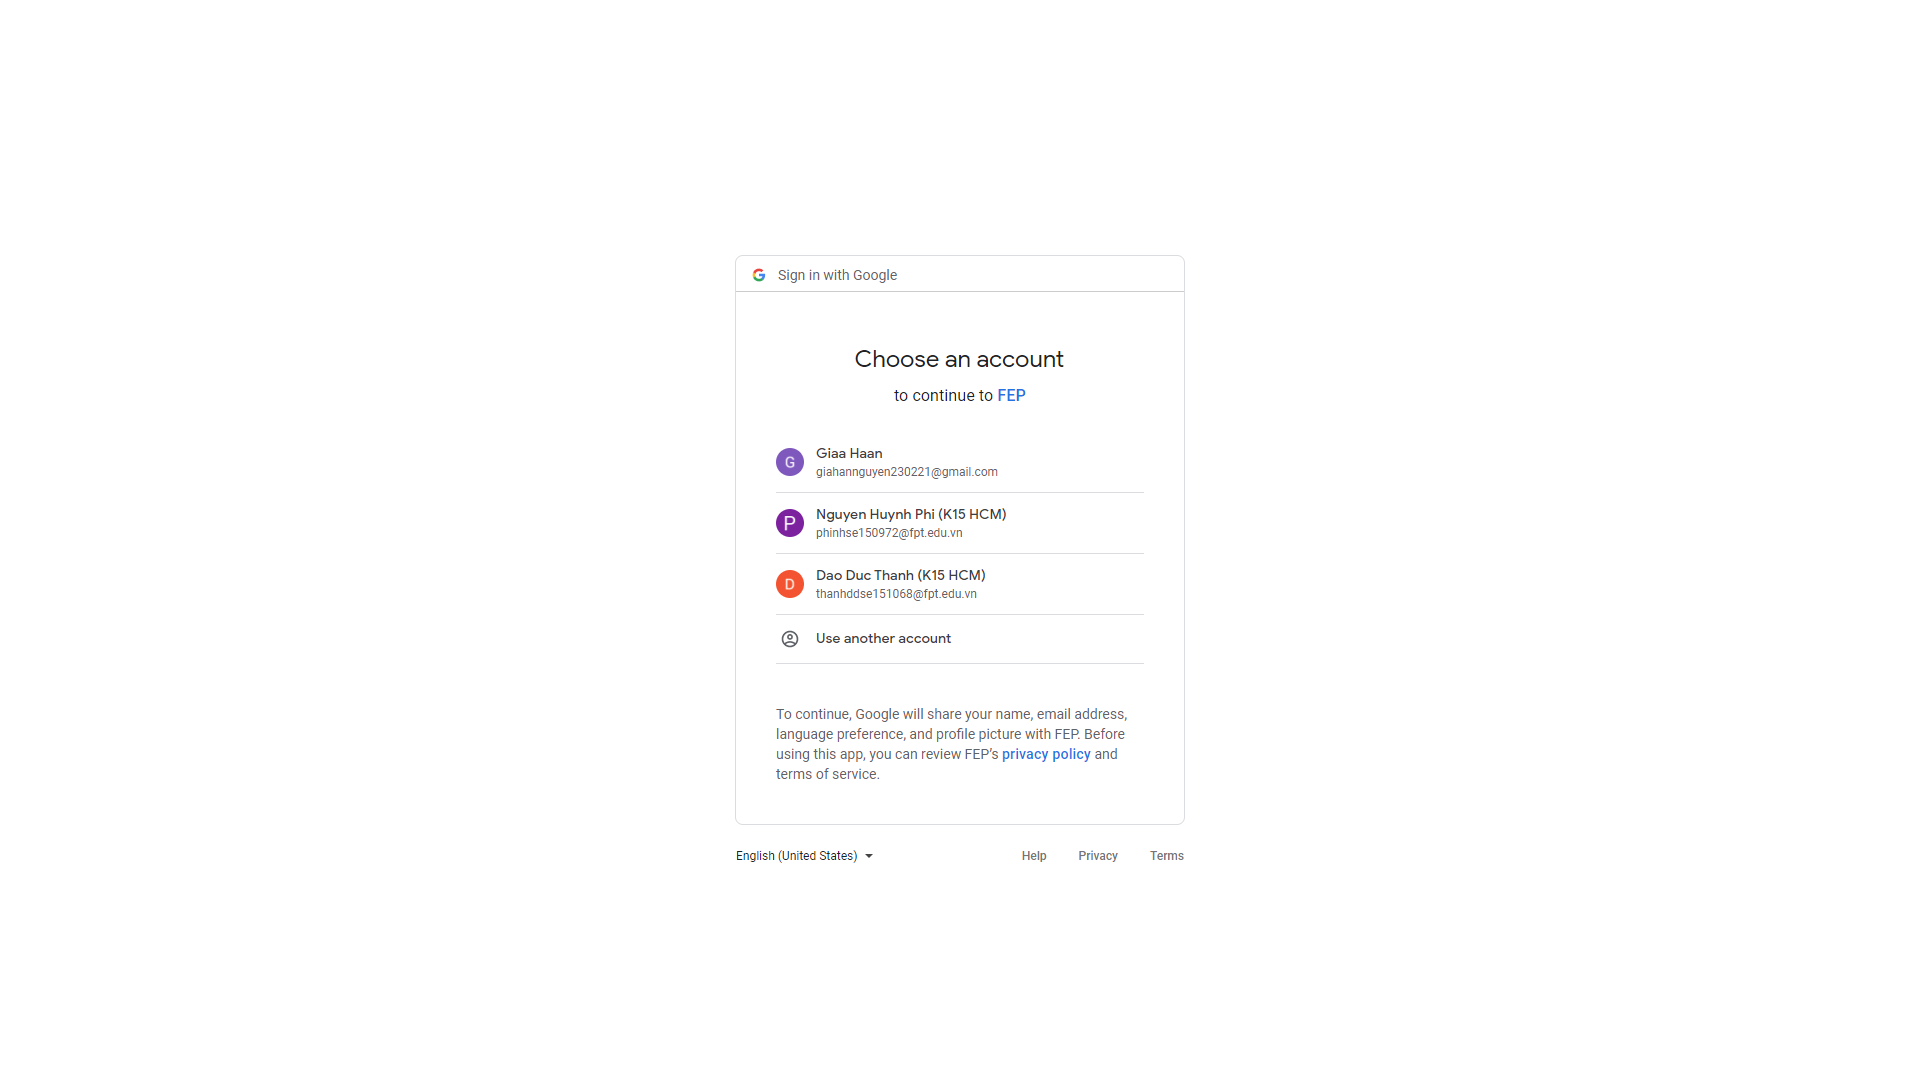 Sign in with Google
Choose an account
to continue to FEP
G
Giaa Haan
giahannguyen230221@gmail.com
P
Nguyen Huynh Phi (K15 HCM)
phinhse150972@fpt.edu.vn
D
Dao Duc Thanh (K15 HCM)
thanhddse151068@fpt.edu.vn
Use another account
To continue, Google will share your name, email address,
language preference, and profile picture with FEP. Before
using this app, you can review FEP’s privacy policy and
terms of service.
English (United States)
Help
Privacy
Terms